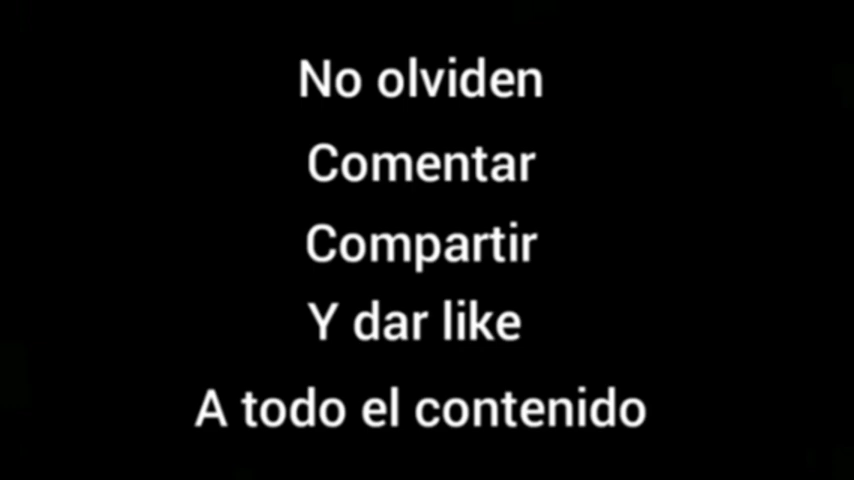 No olviden
Comentar
Compartir
Y dar like
A todo el contenido